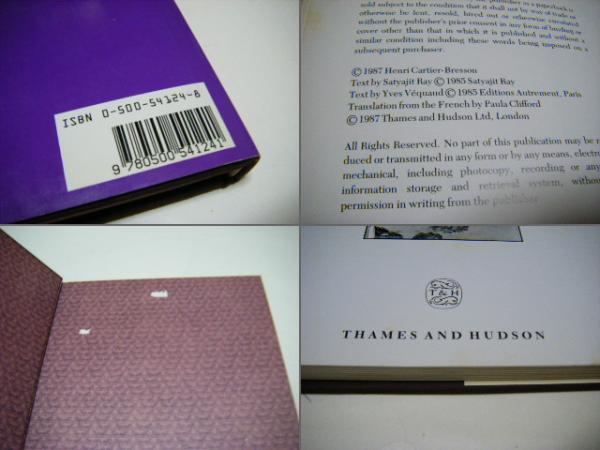 ISBN 0-500-54124-8
9 780500 541241
sold subject to the condition that it shall not by way of trade or
otherwise be lent, resold, hired out or otherwise circulated
without the publisher's prior consent in any form of binding or
cover other than that in which it is published and without a
similar condition including these words being imposed on a
subsequent purchaser.
© 1987 Henri Cartier-Bresson
Text by Satyajit Ray © 1985 Satyajit Ray
Text by Yves Véquaud © 1985 Editions Autrement, Paris
Translation from the French by Paula Clifford
© 1987 Thames and Hudson Ltd, London
All Rights Reserved. No part of this publication may be r
duced or transmitted in any form or by any means, electro
mechanical, including photocopy, recording or any
information storage and retrieval system, withou
permission in writing from the publisher
T & H
THAMES AND HUDSON